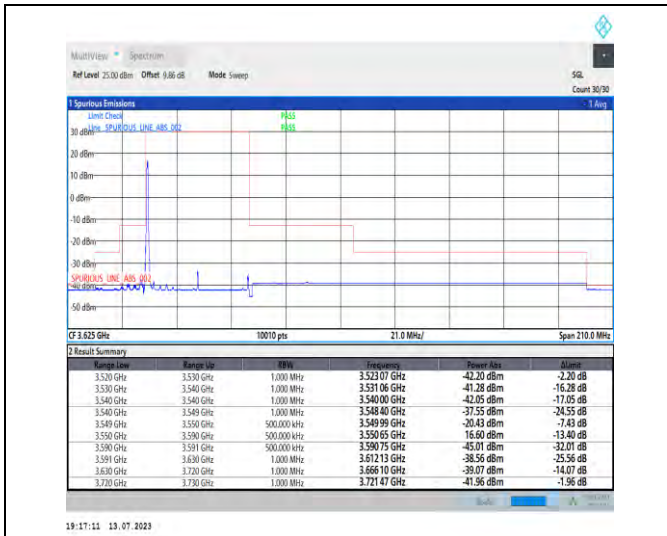 MultiView Spectrum
Ref Level 25.00 dBm Offset 9.86 dB Mode Sweep SGL
Count 30/30
1 Spurious Emissions 1 Avg
Limit Check PASS
Line SPURIOUS LINE ABS 002 PASS
30 dBm
20 dBm
10 dBm
0 dBm
-10 dBm
-20 dBm
-30 dBm
SPURIOUS LINE ABS 002
-40 dBm
-50 dBm
CF 3.625 GHz 10010 pts 21.0 MHz/ Span 210.0 MHz
2 Result Summary
Range Low Range Up RBW Frequency Power Abs ΔLimit
3.520 GHz 3.530 GHz 1.000 MHz 3.523 07 GHz -42.20 dBm -2.20 dB
3.530 GHz 3.540 GHz 1.000 MHz 3.531 06 GHz -41.28 dBm -16.28 dB
3.540 GHz 3.540 GHz 1.000 MHz 3.540 00 GHz -42.05 dBm -17.05 dB
3.540 GHz 3.549 GHz 1.000 MHz 3.548 40 GHz -37.55 dBm -24.55 dB
3.549 GHz 3.550 GHz 500.000 kHz 3.549 99 GHz -20.43 dBm -7.43 dB
3.550 GHz 3.590 GHz 500.000 kHz 3.550 65 GHz 16.60 dBm -13.40 dB
3.590 GHz 3.591 GHz 500.000 kHz 3.590 75 GHz -45.01 dBm -32.01 dB
3.591 GHz 3.630 GHz 1.000 MHz 3.612 13 GHz -38.56 dBm -25.56 dB
3.630 GHz 3.720 GHz 1.000 MHz 3.666 10 GHz -39.07 dBm -14.07 dB
3.720 GHz 3.730 GHz 1.000 MHz 3.721 47 GHz -41.96 dBm -1.96 dB
19:17:11 13.07.2023